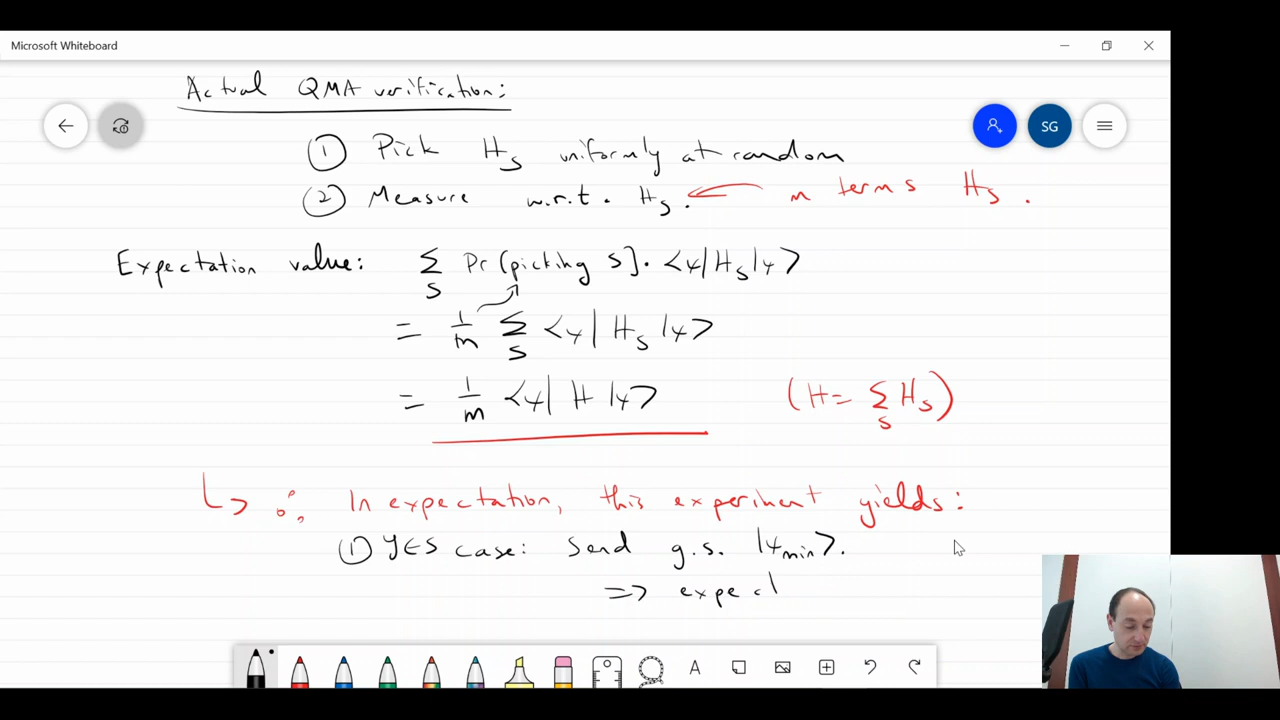 Microsoft Whiteboard
Actual QMA verification:
SG
① Pick H_S uniformly at random
② Measure w.r.t. H_S. ← m terms H_S.
Expectation value: Σ_S Pr[picking S]·<ψ|H_S|ψ>
= 1/m Σ_S <ψ|H_S|ψ>
= 1/m <ψ|H|ψ> (H = Σ_S H_S)
↳ ∴ In expectation, this experiment yields:
① YES case: Send g.s. |ψ_min>.
⇒ expec
A